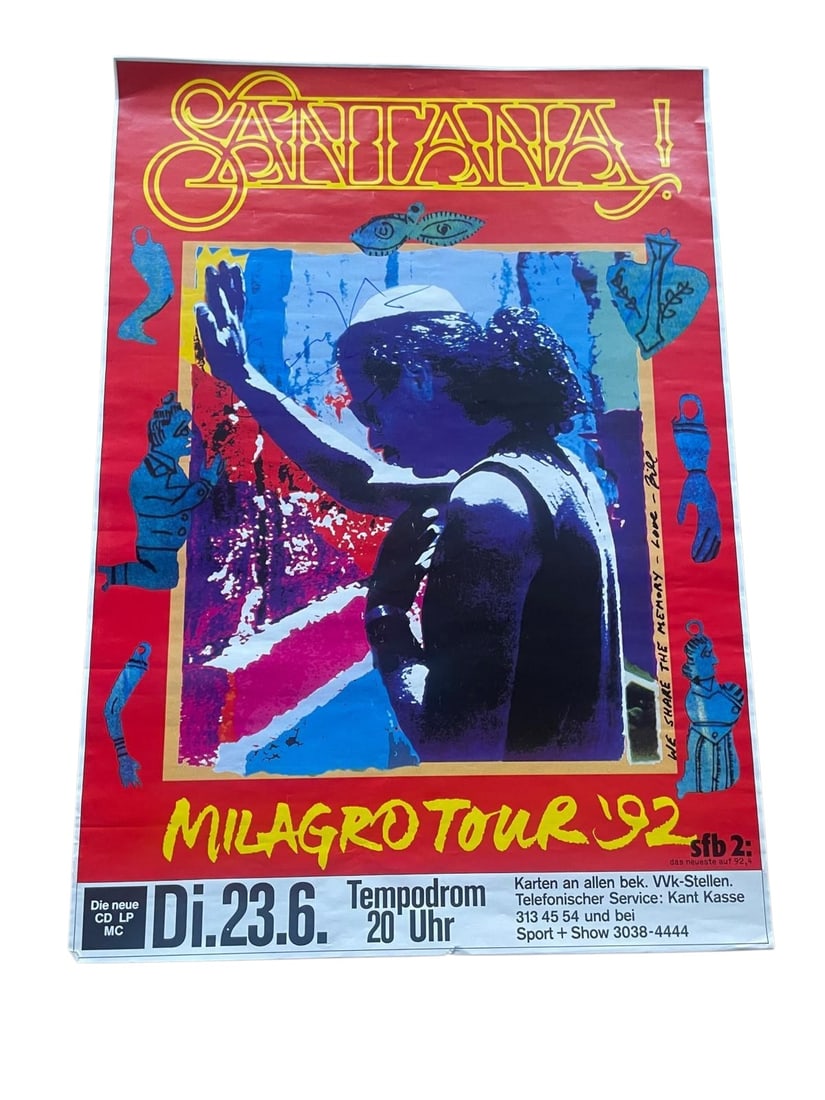 SANTANA!
WE SHARE THE MEMORY - LOVE - Bill
MILAGRO TOUR '92
sfb 2:
das neueste auf 92,4
Die neue
CD LP
MC
Di.23.6.
Tempodrom
20 Uhr
Karten an allen bek. VVk-Stellen.
Telefonischer Service: Kant Kasse
313 45 54 und bei
Sport + Show 3038-4444